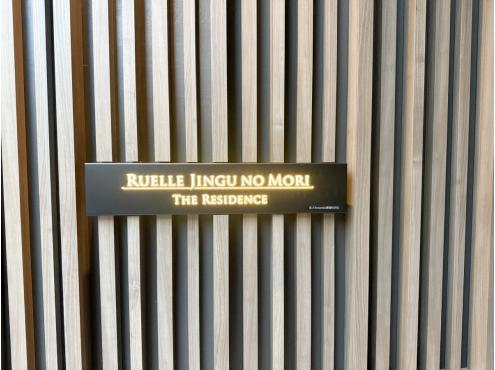 RUELLE JINGU NO MORI
THE RESIDENCE